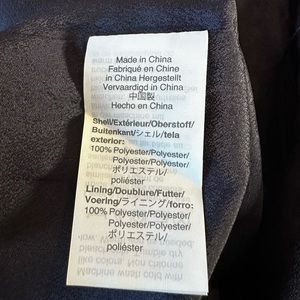 Made in China
Fabriqué en Chine
in China Hergestellt
Vervaardigd in China
中国製
Hecho en China
Shell/Extérieur/Oberstoff/
Buitenkant/シェル/tela
exterior:
100% Polyester/Polyester/
Polyester/Polyester/
ポリエステル/
poliéster
Lining/Doublure/Futter/
Voering/ライニング/forro:
100% Polyester/Polyester/
Polyester/Polyester/
ポリエステル/
poliéster